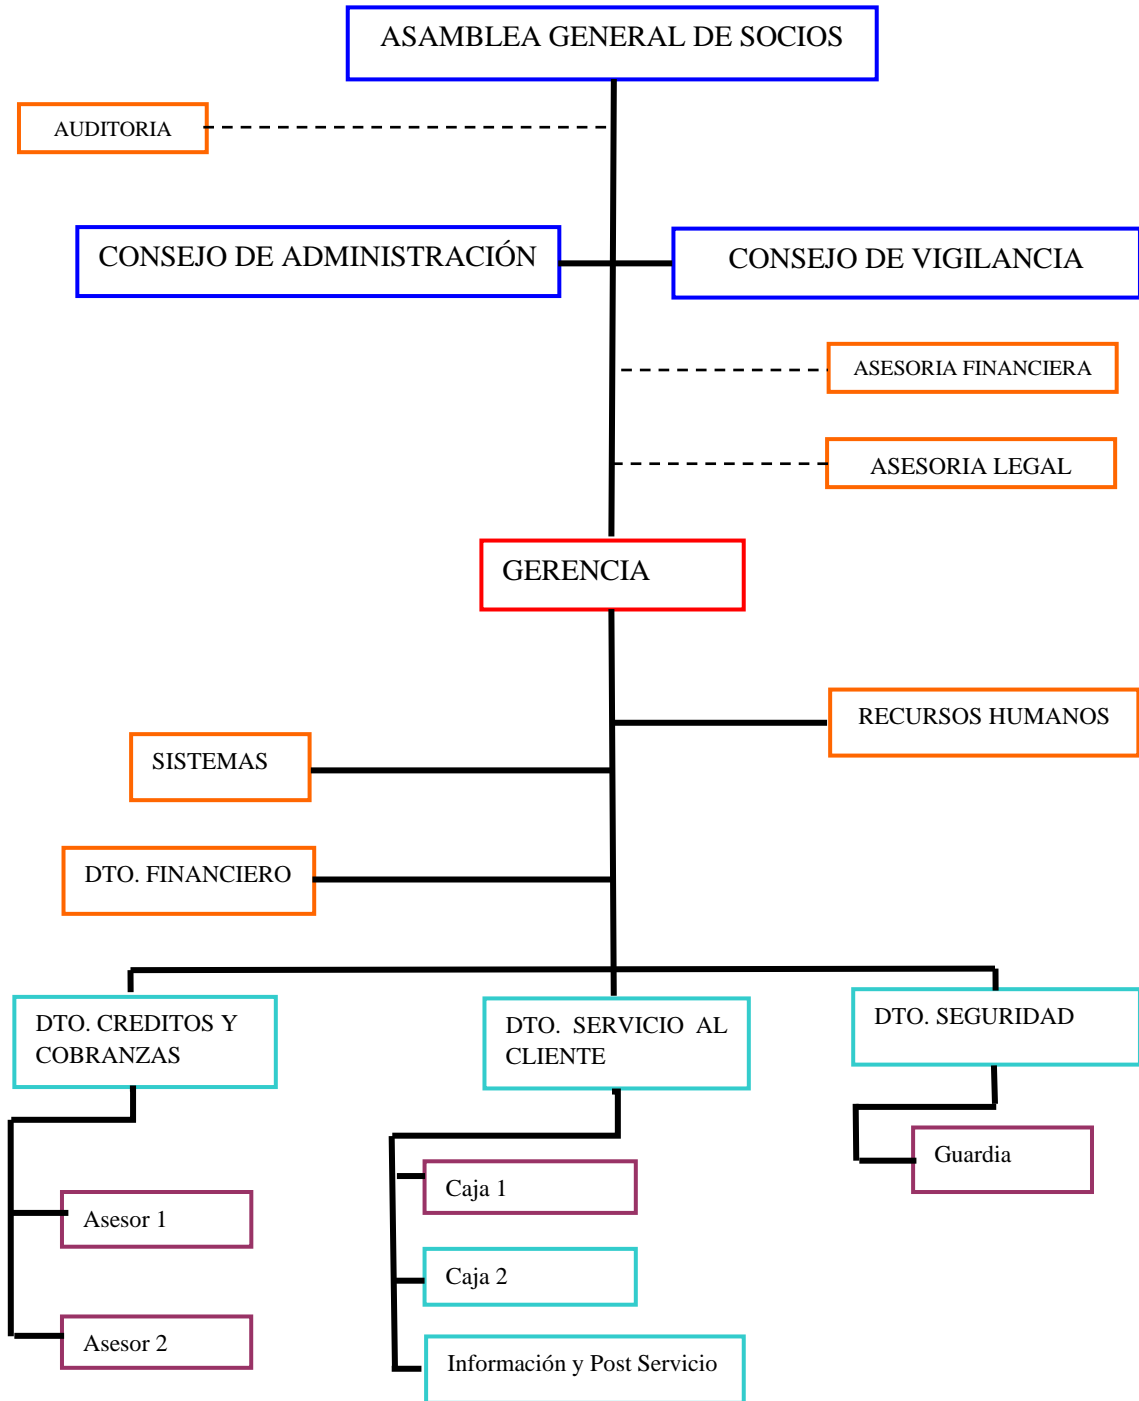 ASAMBLEA GENERAL DE SOCIOS
AUDITORIA
CONSEJO DE ADMINISTRACIÓN
CONSEJO DE VIGILANCIA
ASESORIA FINANCIERA
ASESORIA LEGAL
GERENCIA
RECURSOS HUMANOS
SISTEMAS
DTO. FINANCIERO
DTO. CREDITOS Y
COBRANZAS
DTO. SERVICIO AL
CLIENTE
DTO. SEGURIDAD
Asesor 1
Asesor 2
Caja 1
Caja 2
Información y Post Servicio
Guardia